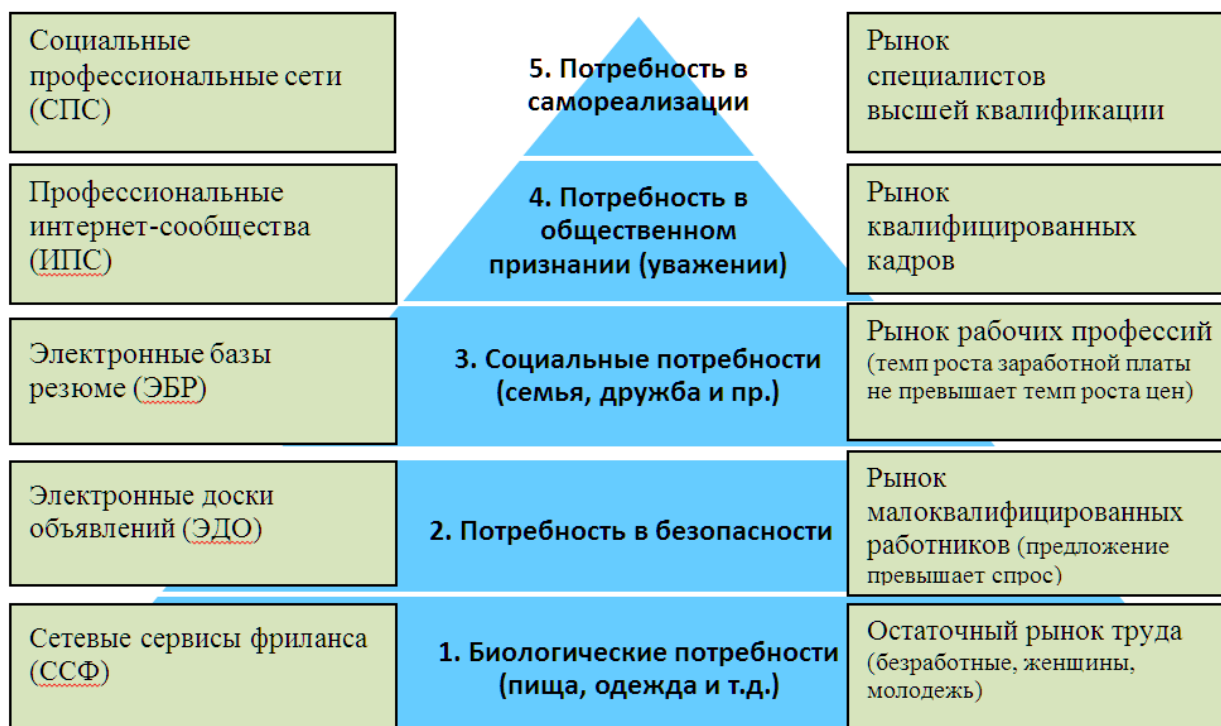 Социальные
профессиональные сети
(СПС)
5. Потребность в
самореализации
Рынок
специалистов
высшей квалификации
Профессиональные
интернет-сообщества
(ИПС)
4. Потребность в
общественном
признании (уважении)
Рынок
квалифицированных
кадров
Электронные базы
резюме (ЭБР)
3. Социальные потребности
(семья, дружба и пр.)
Рынок рабочих профессий
(темп роста заработной платы
не превышает темп роста цен)
Электронные доски
объявлений (ЭДО)
2. Потребность в безопасности
Рынок
малоквалифицированных
работников (предложение
превышает спрос)
Сетевые сервисы фриланса
(ССФ)
1. Биологические потребности
(пища, одежда и т.д.)
Остаточный рынок труда
(безработные, женщины,
молодежь)